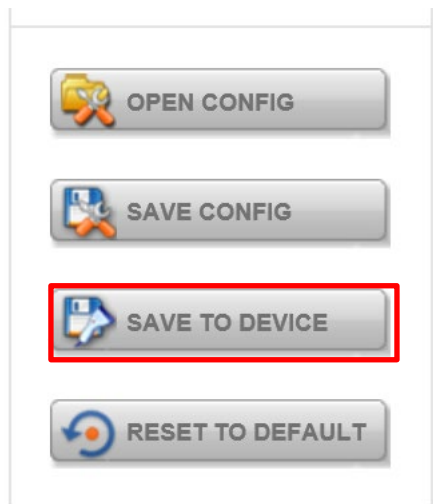 OPEN CONFIG
SAVE CONFIG
SAVE TO DEVICE
RESET TO DEFAULT